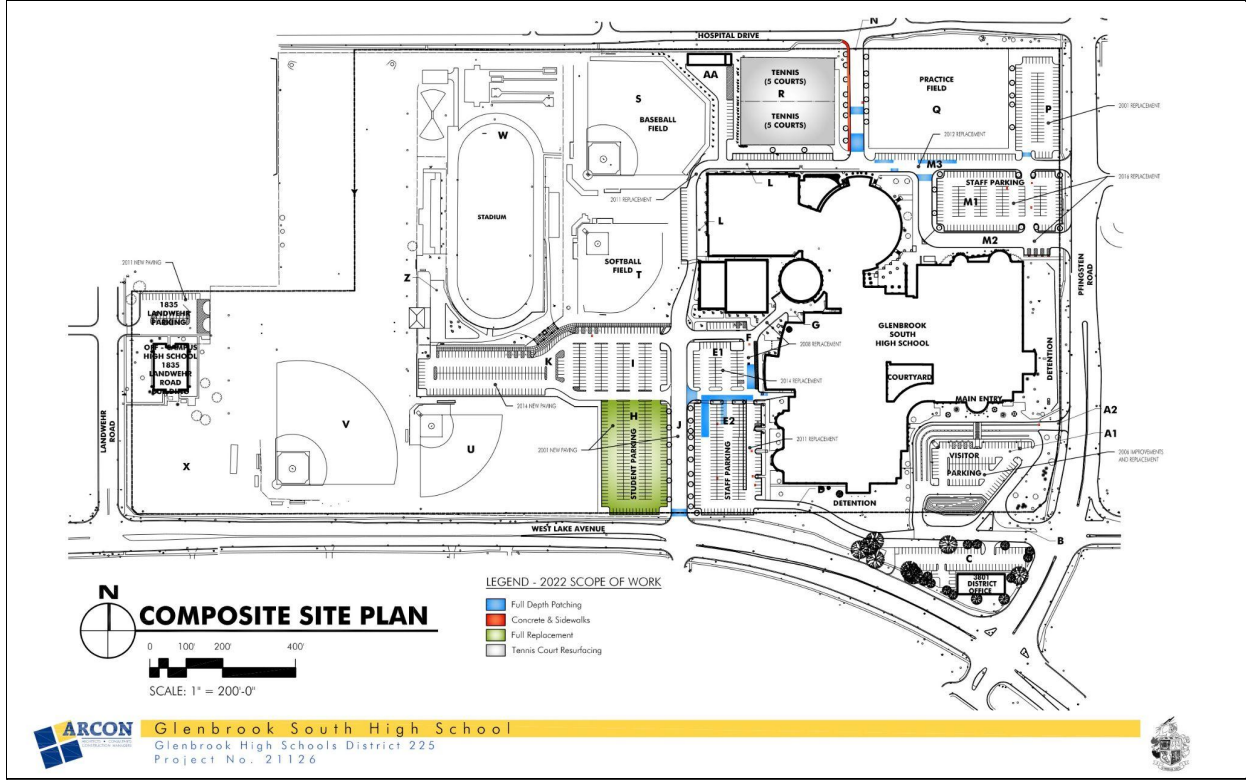 HOSPITAL DRIVE
N
AA
TENNIS
(5 COURTS)
R
TENNIS
(5 COURTS)
PRACTICE
FIELD
Q
P
2001 REPLACEMENT
S
BASEBALL
FIELD
W
STADIUM
2012 REPLACEMENT
M3
STAFF PARKING
M1
2016 REPLACEMENT
M2
L
2011 REPLACEMENT
L
Y
SOFTBALL
FIELD
T
Z
2011 NEW PAVING
1835
LANDWEHR
PARKING
OFF - CAMPUS
HIGH SCHOOL
1835
LANDWEHR
ROAD
BUILDING
LANDWEHR
ROAD
PFINGSTEN
ROAD
G
F
GLENBROOK
SOUTH
HIGH SCHOOL
2008 REPLACEMENT
E1
2014 REPLACEMENT
K
I
COURTYARD
DETENTION
MAIN ENTRY
A2
A1
2014 NEW PAVING
H
STUDENT PARKING
J
E2
STAFF PARKING
2011 REPLACEMENT
2001 NEW PAVING
V
U
X
VISITOR
PARKING
2006 IMPROVEMENTS
AND REPLACEMENT
D
DETENTION
B
WEST LAKE AVENUE
C
3801
DISTRICT
OFFICE
N
COMPOSITE SITE PLAN
0 100' 200' 400'
SCALE: 1" = 200'-0"
LEGEND - 2022 SCOPE OF WORK
Full Depth Patching
Concrete & Sidewalks
Full Replacement
Tennis Court Resurfacing
ARCON
Glenbrook South High School
Glenbrook High Schools District 225
Project No. 21126